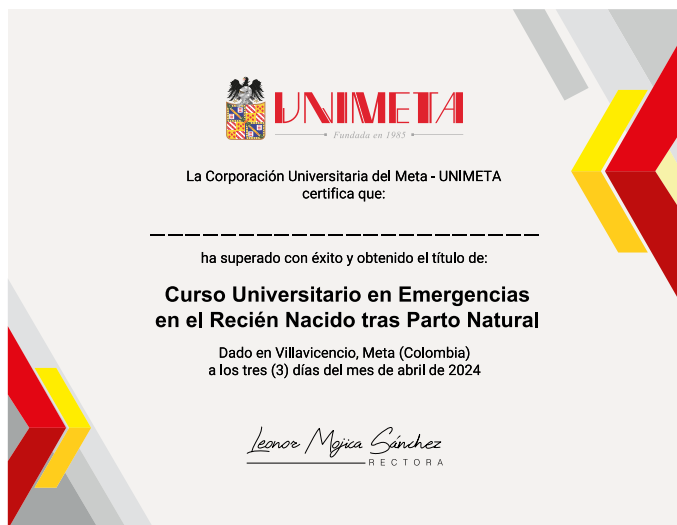 UNIMETA
Fundada en 1985
La Corporación Universitaria del Meta - UNIMETA
certifica que:
ha superado con éxito y obtenido el título de:
Curso Universitario en Emergencias
en el Recién Nacido tras Parto Natural
Dado en Villavicencio, Meta (Colombia)
a los tres (3) días del mes de abril de 2024
Leonor Mojica Sánchez
RECTORA